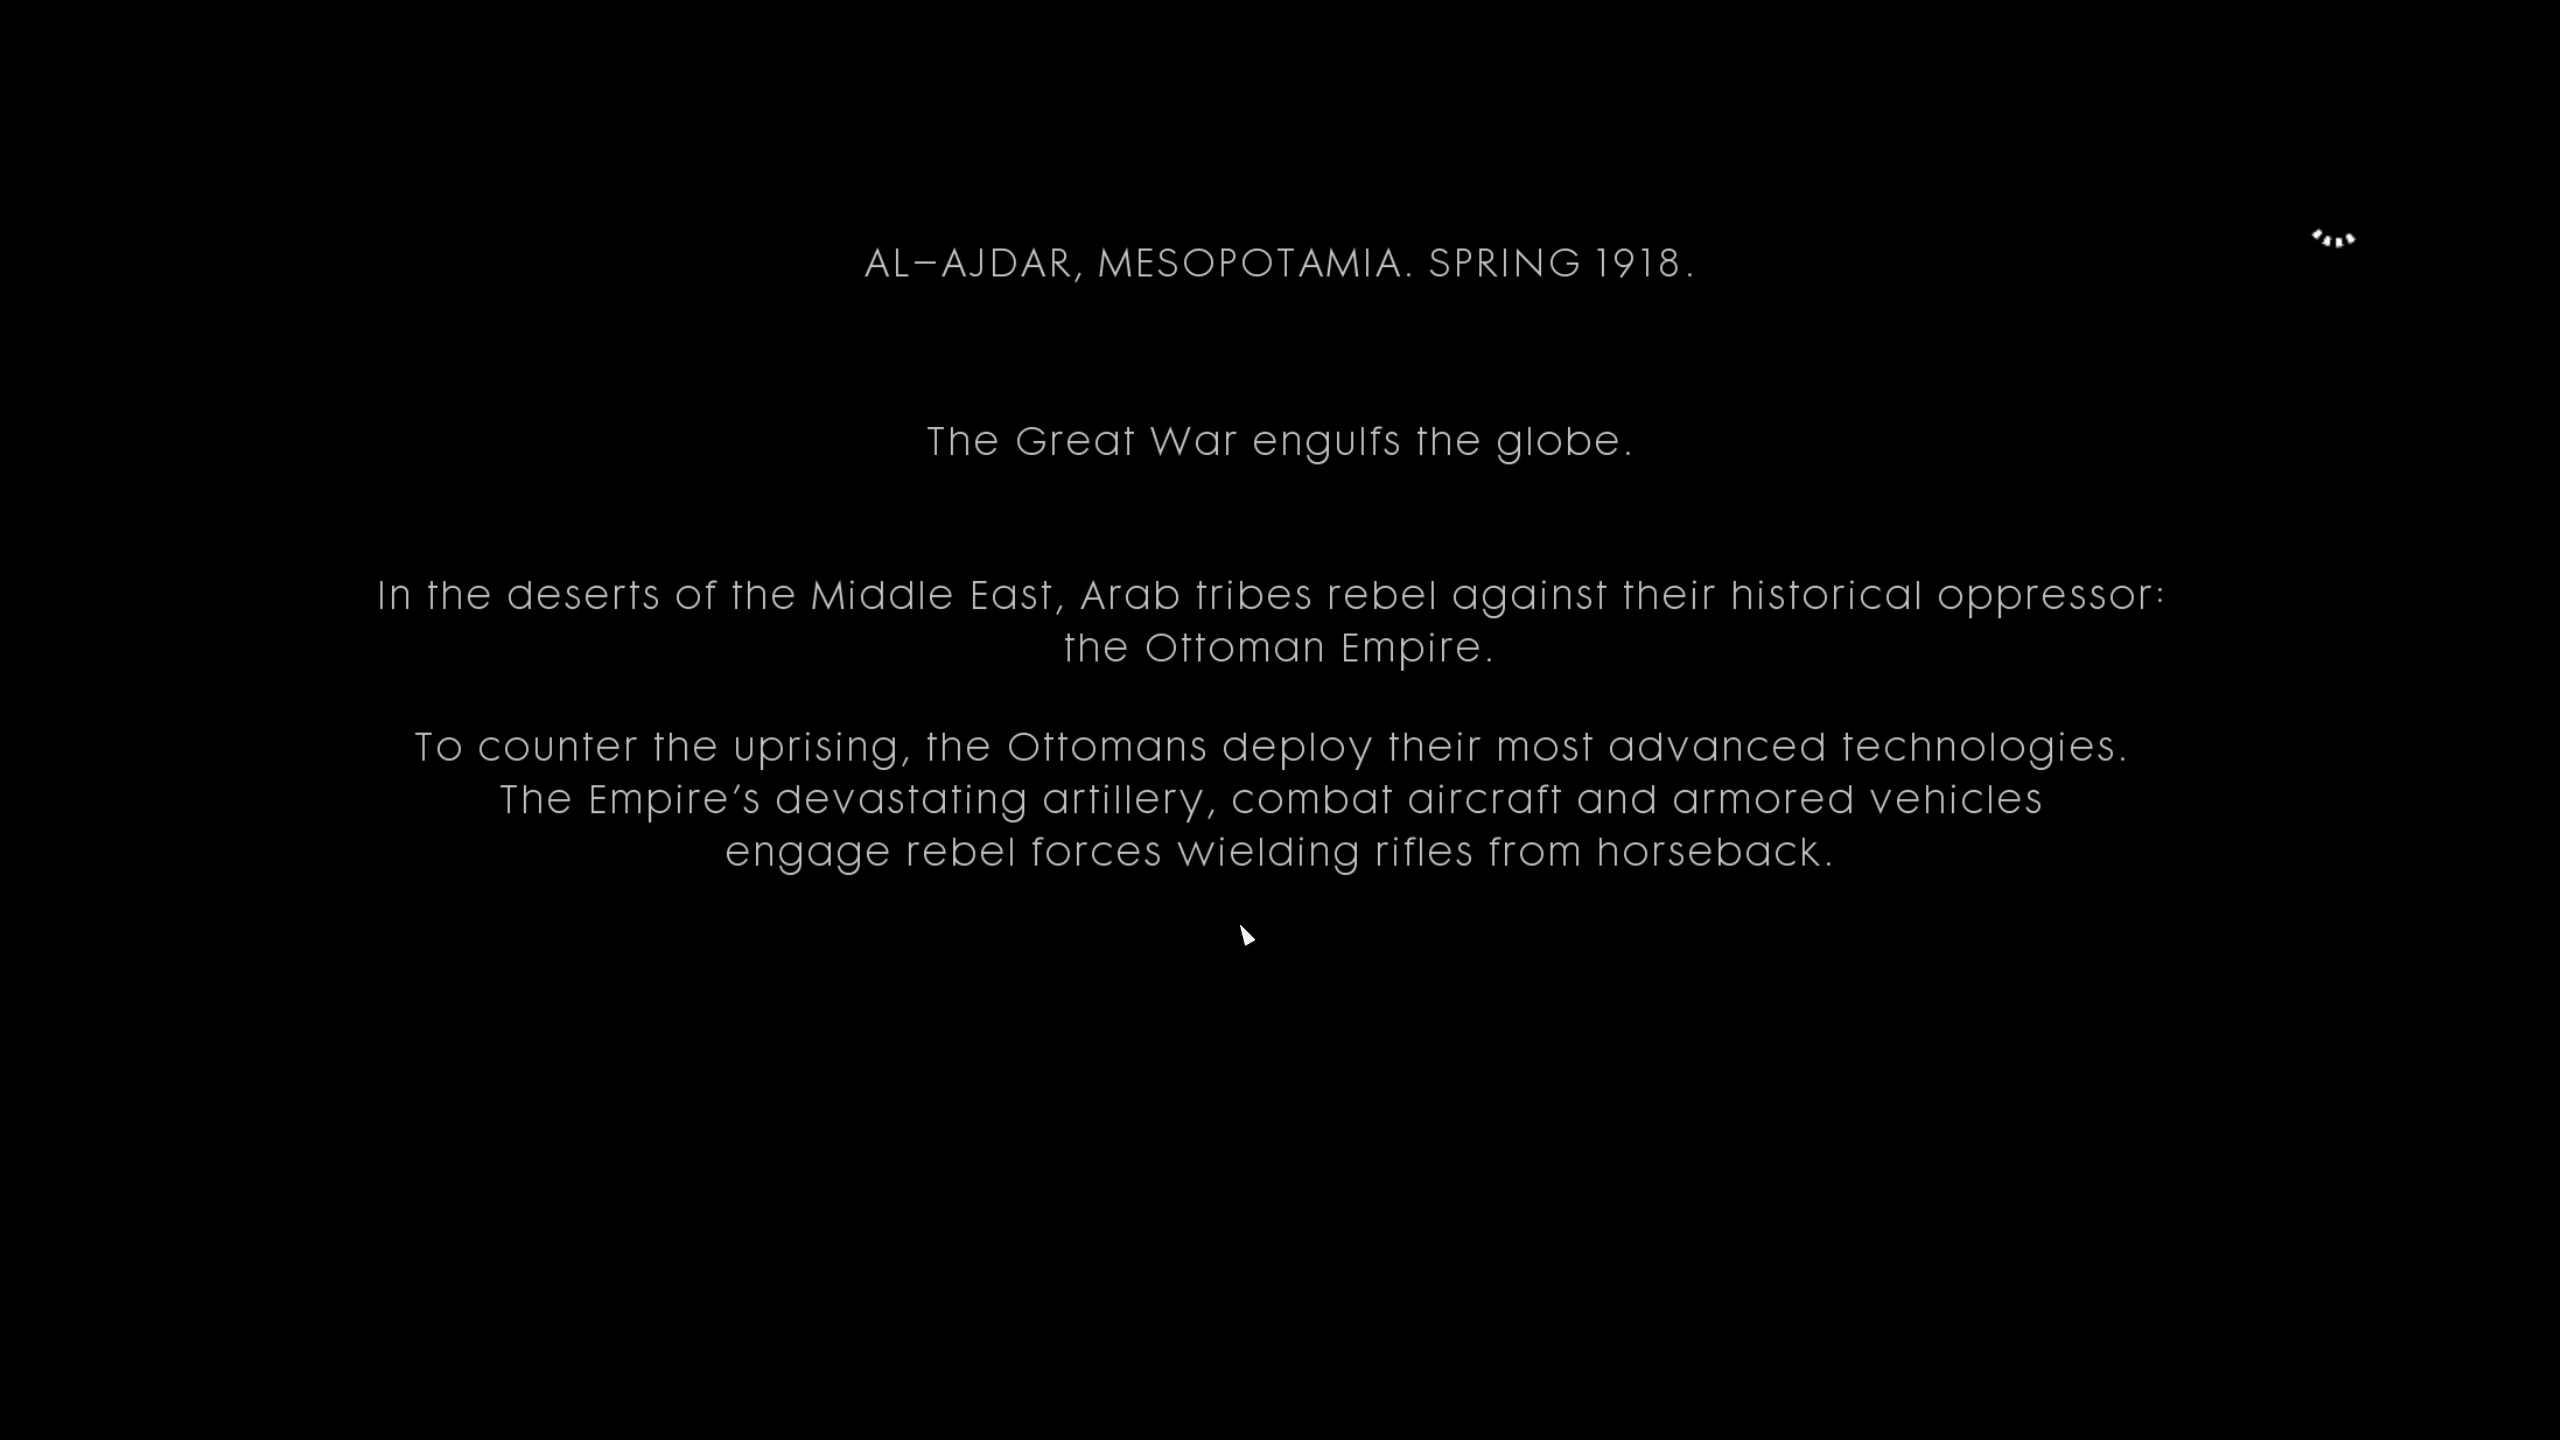 AL–AJDAR, MESOPOTAMIA. SPRING 1918.
The Great War engulfs the globe.
In the deserts of the Middle East, Arab tribes rebel against their historical oppressor:
the Ottoman Empire.
To counter the uprising, the Ottomans deploy their most advanced technologies.
The Empire’s devastating artillery, combat aircraft and armored vehicles
engage rebel forces wielding rifles from horseback.